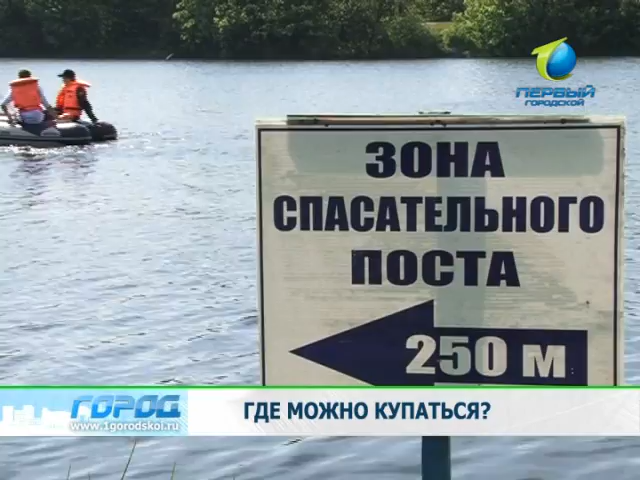 ПЕРВЫЙ
ГОРОДСКОЙ
ЗОНА
СПАСАТЕЛЬНОГО
ПОСТА
250 м
ГОРОД
www.1gorodskoi.ru
ГДЕ МОЖНО КУПАТЬСЯ?